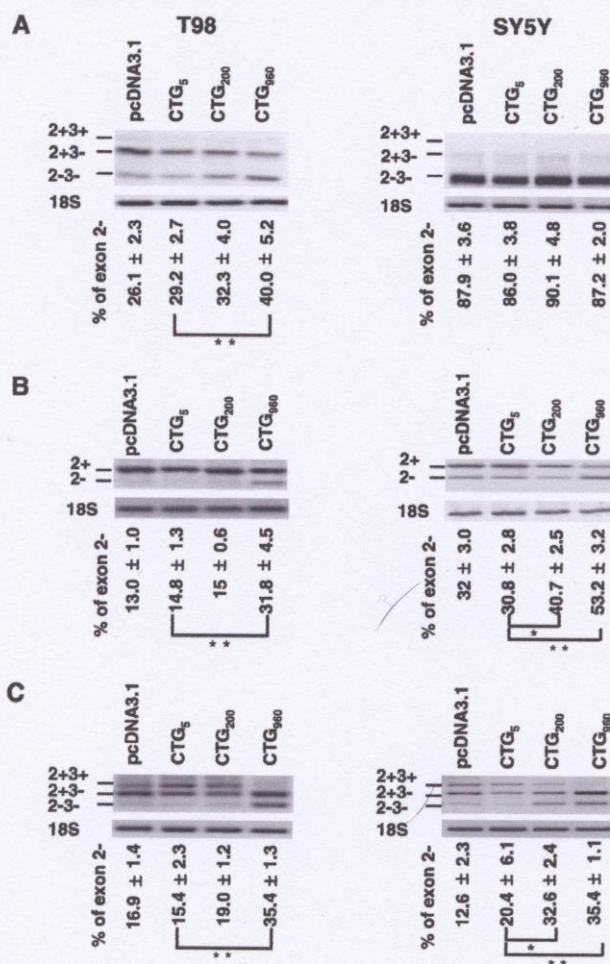 A
T98
SY5Y
pcDNA3.1 CTG5 CTG200 CTG960
2+3+
2+3-
2-3-
18S
% of exon 2-
26.1 ± 2.3
29.2 ± 2.7
32.3 ± 4.0
40.0 ± 5.2
* *
pcDNA3.1 CTG5 CTG200 CTG960
2+3+
2+3-
2-3-
18S
% of exon 2-
87.9 ± 3.6
86.0 ± 3.8
90.1 ± 4.8
87.2 ± 2.0
B
pcDNA3.1 CTG5 CTG200 CTG960
2+
2-
18S
% of exon 2-
13.0 ± 1.0
14.8 ± 1.3
15 ± 0.6
31.8 ± 4.5
* *
pcDNA3.1 CTG5 CTG200 CTG960
2+
2-
18S
% of exon 2-
32 ± 3.0
30.8 ± 2.8
40.7 ± 2.5
53.2 ± 3.2
*
* *
C
pcDNA3.1 CTG5 CTG200 CTG960
2+3+
2+3-
2-3-
18S
% of exon 2-
16.9 ± 1.4
15.4 ± 2.3
19.0 ± 1.2
35.4 ± 1.3
* *
pcDNA3.1 CTG5 CTG200 CTG960
2+3+
2+3-
2-3-
18S
% of exon 2-
12.6 ± 2.3
20.4 ± 6.1
32.6 ± 2.4
35.4 ± 1.1
*
* *